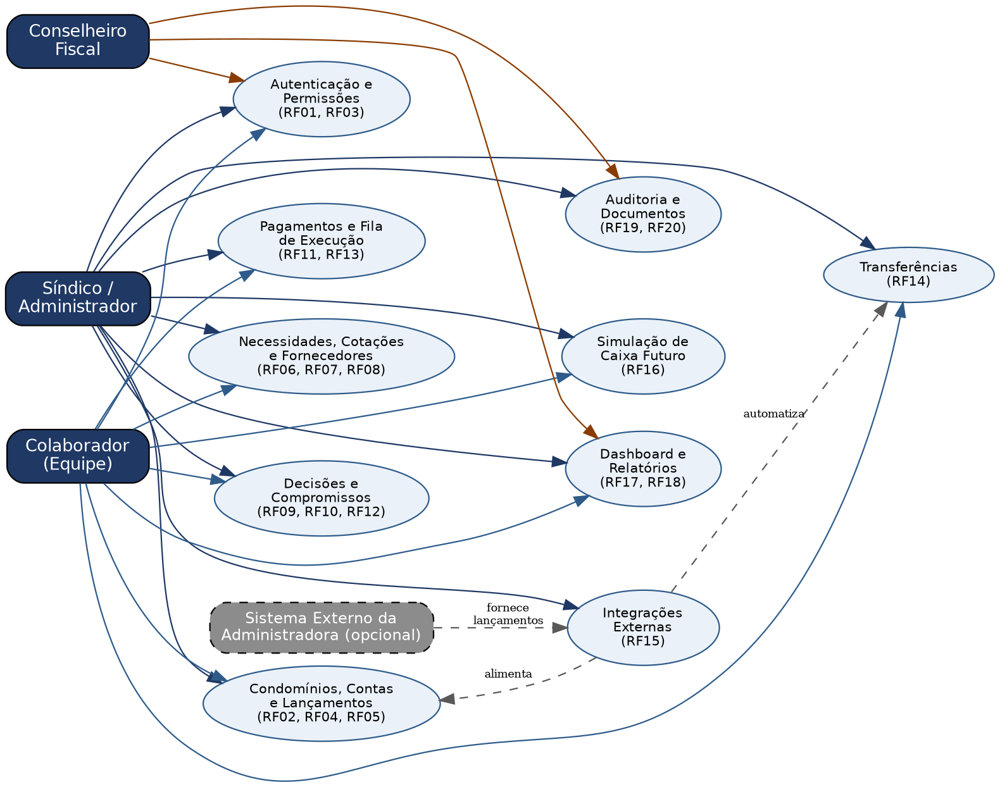 Conselheiro
Fiscal
Autenticação e
Permissões
(RF01, RF03)
Auditoria e
Documentos
(RF19, RF20)
Pagamentos e Fila
de Execução
(RF11, RF13)
Transferências
(RF14)
Síndico /
Administrador
Necessidades, Cotações
e Fornecedores
(RF06, RF07, RF08)
Simulação de
Caixa Futuro
(RF16)
automatiza
Colaborador
(Equipe)
Dashboard e
Relatórios
(RF17, RF18)
Decisões e
Compromissos
(RF09, RF10, RF12)
Sistema Externo da
Administradora (opcional)
fornece
lançamentos
Integrações
Externas
(RF15)
alimenta
Condomínios, Contas
e Lançamentos
(RF02, RF04, RF05)